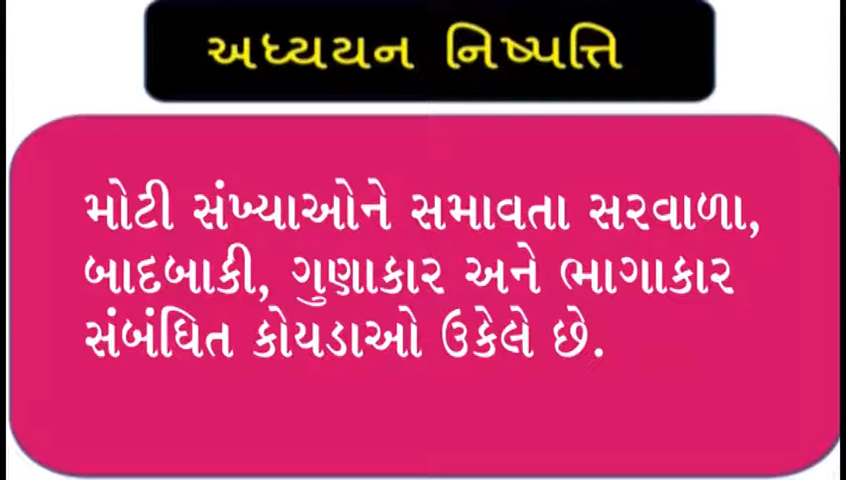 અધ્યયન નિષ્પત્તિ
મોટી સંખ્યાઓને સમાવતા સરવાળા,
બાદબાકી, ગુણાકાર અને ભાગાકાર
સંબંધિત કોયડાઓ ઉકેલે છે.